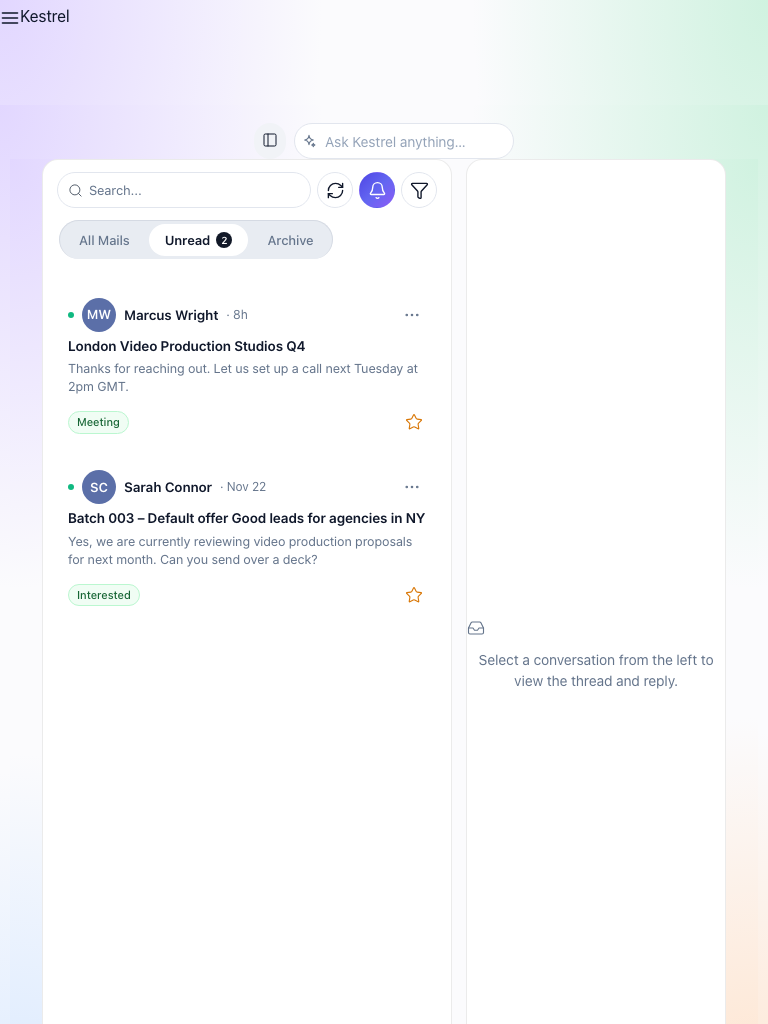 Kestrel
Ask Kestrel anything...
Search...
All Mails
Unread 2
Archive
MW Marcus Wright · 8h
London Video Production Studios Q4
Thanks for reaching out. Let us set up a call next Tuesday at
2pm GMT.
Meeting
SC Sarah Connor · Nov 22
Batch 003 – Default offer Good leads for agencies in NY
Yes, we are currently reviewing video production proposals
for next month. Can you send over a deck?
Interested
Select a conversation from the left to
view the thread and reply.